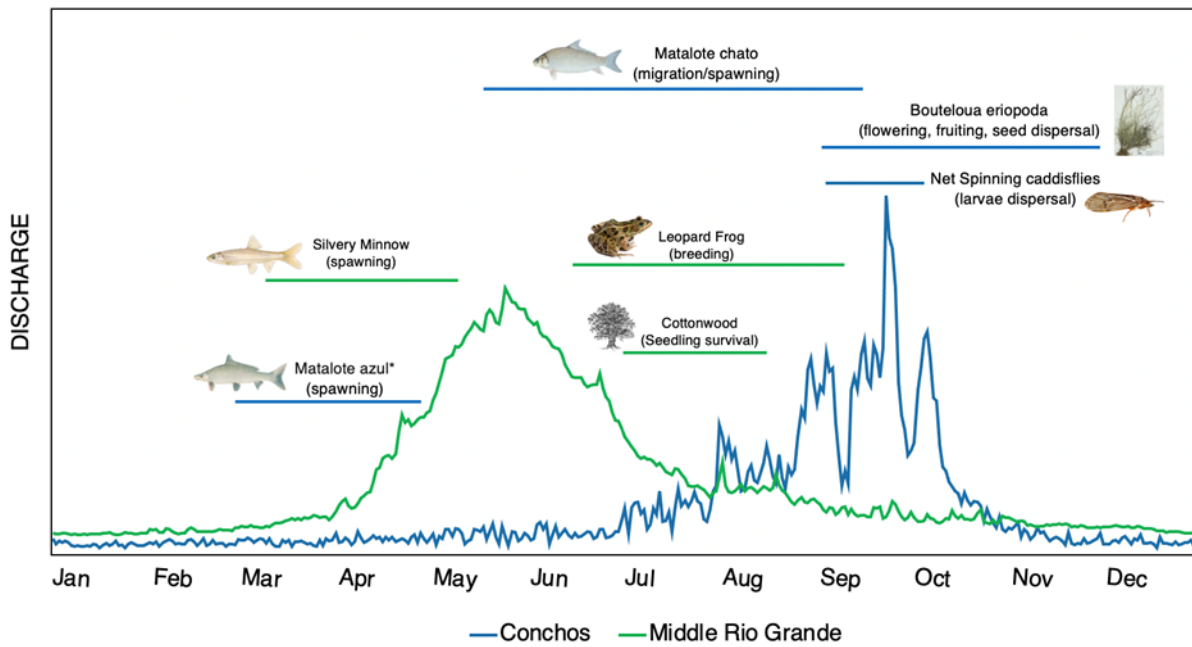 Matalote chato
(migration/spawning)
Bouteloua eriopoda
(flowering, fruiting, seed dispersal)
Net Spinning caddisflies
(larvae dispersal)
Silvery Minnow
(spawning)
Leopard Frog
(breeding)
Cottonwood
(Seedling survival)
Matalote azul*
(spawning)
DISCHARGE
Jan Feb Mar Apr May Jun Jul Aug Sep Oct Nov Dec
Conchos Middle Rio Grande